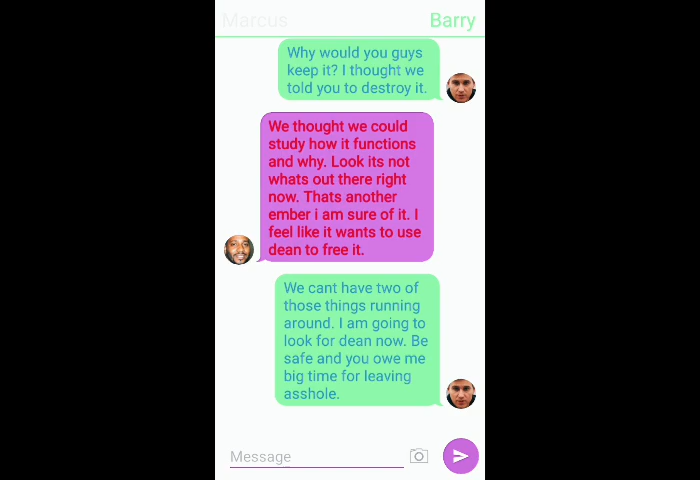 Marcus Barry
Why would you guys
keep it? I thought we
told you to destroy it.
We thought we could
study how it functions
and why. Look its not
whats out there right
now. Thats another
ember i am sure of it. I
feel like it wants to use
dean to free it.
We cant have two of
those things running
around. I am going to
look for dean now. Be
safe and you owe me
big time for leaving
asshole.
Message